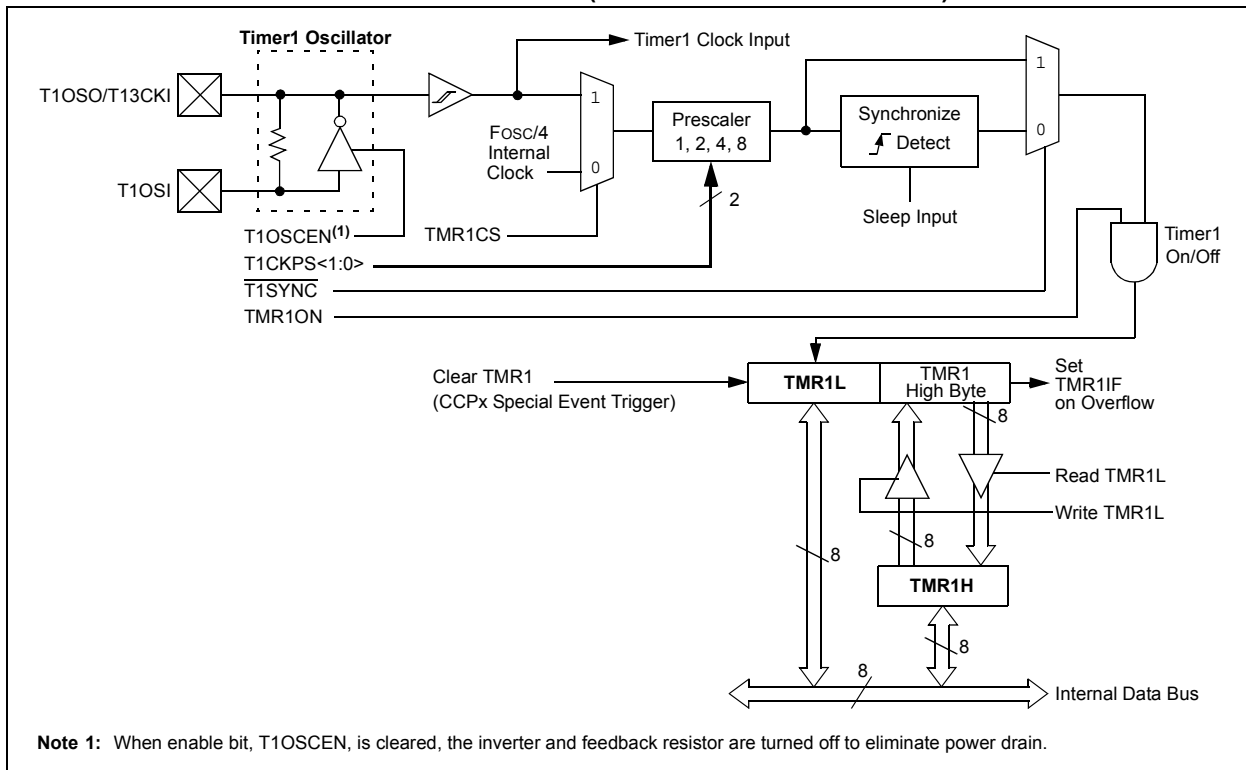 Timer1 Oscillator
Timer1 Clock Input
T1OSO/T13CKI
T1OSI
1
FOSC/4
Internal
Clock
0
Prescaler
1, 2, 4, 8
Synchronize
Detect
1
0
2
Sleep Input
T1OSCEN(1)
TMR1CS
T1CKPS<1:0>
T1SYNC
TMR1ON
Timer1
On/Off
Clear TMR1
(CCPx Special Event Trigger)
TMR1L
TMR1
High Byte
Set
TMR1IF
on Overflow
8
Read TMR1L
Write TMR1L
8
8
TMR1H
8
8
Internal Data Bus
Note 1: When enable bit, T1OSCEN, is cleared, the inverter and feedback resistor are turned off to eliminate power drain.